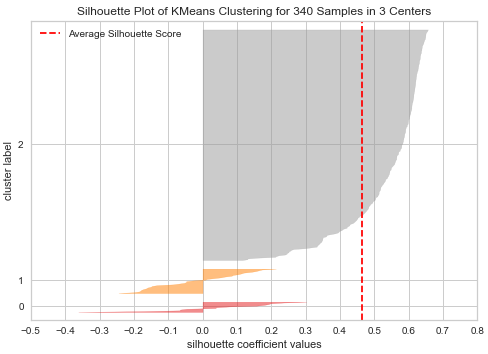 Silhouette Plot of KMeans Clustering for 340 Samples in 3 Centers
Average Silhouette Score
cluster label
2
1
0
−0.5 −0.4 −0.3 −0.2 −0.1 0.0 0.1 0.2 0.3 0.4 0.5 0.6 0.7 0.8
silhouette coefficient values